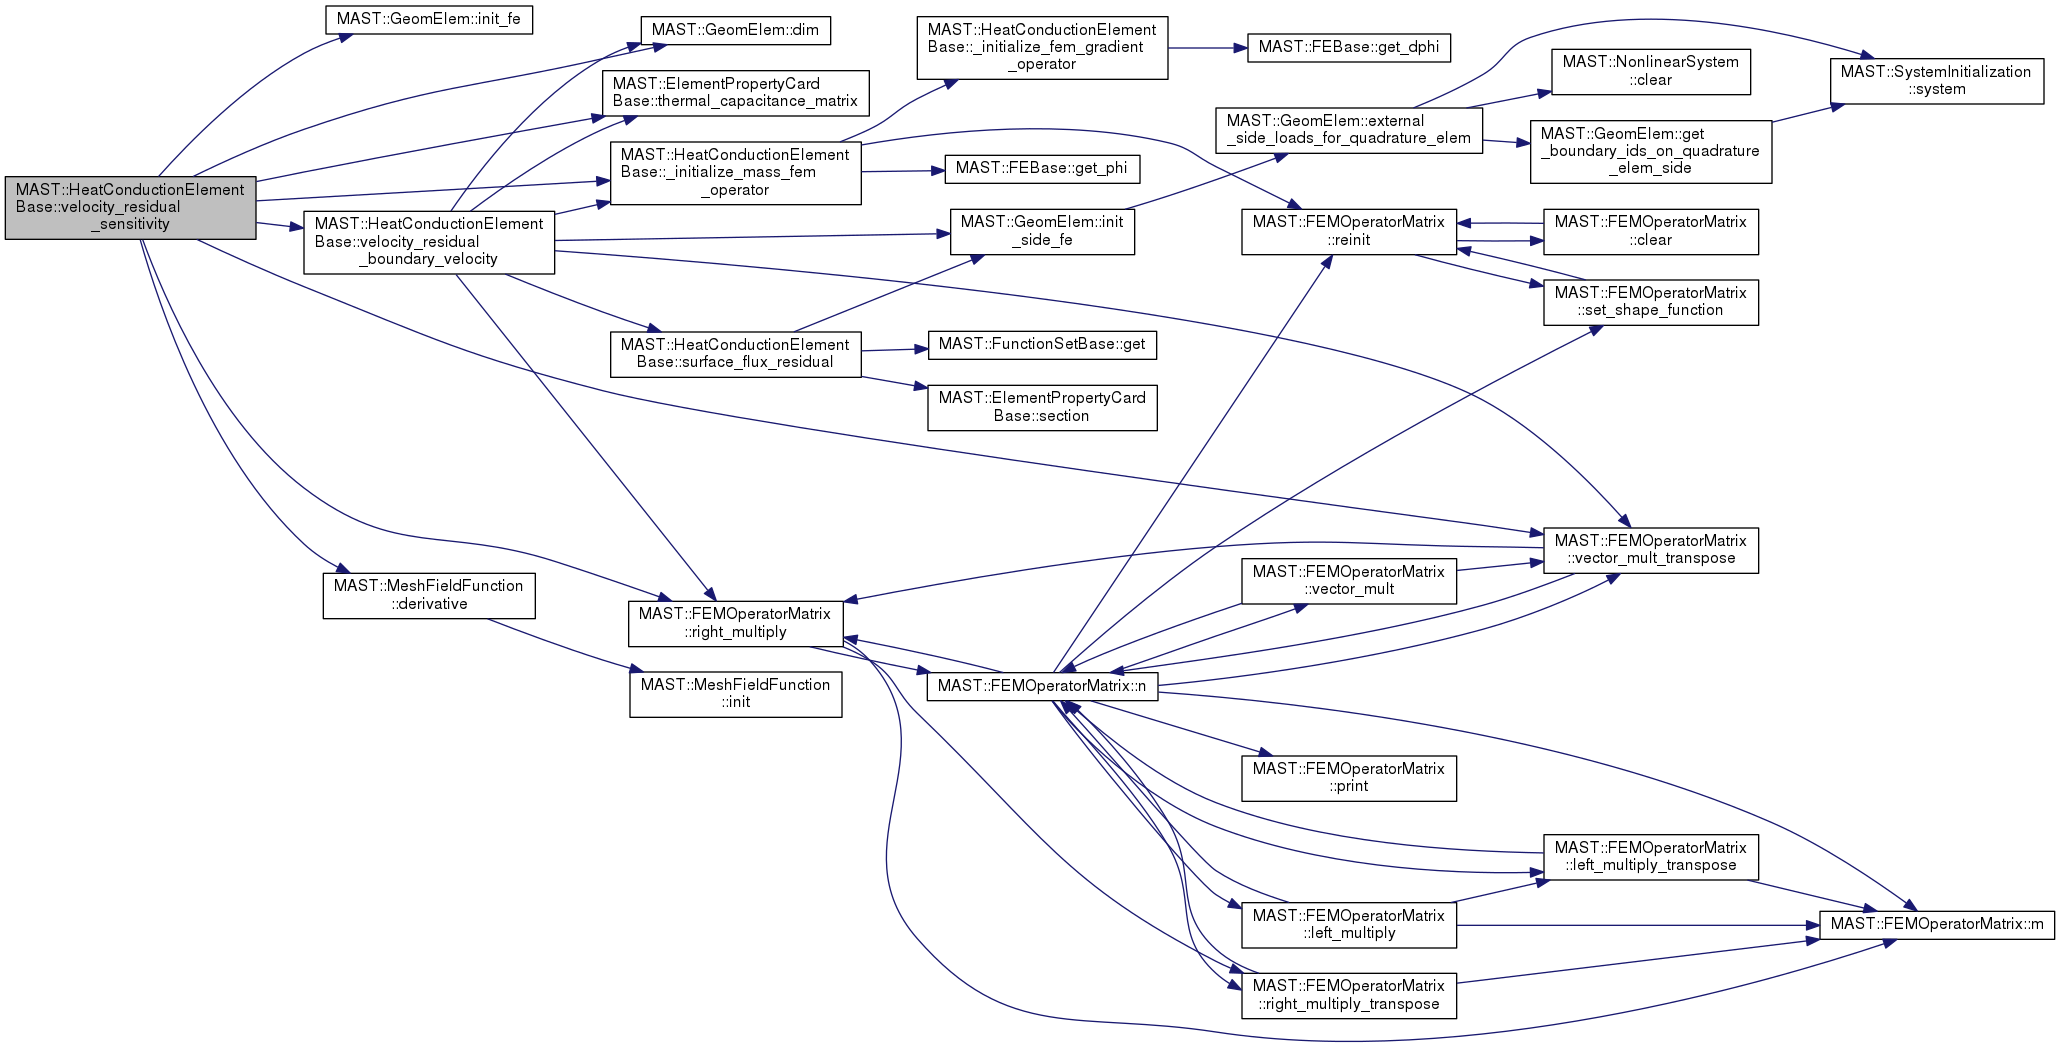 MAST::HeatConductionElement
Base::velocity_residual
_sensitivity
MAST::GeomElem::init_fe
MAST::GeomElem::dim
MAST::ElementPropertyCard
Base::thermal_capacitance_matrix
MAST::HeatConductionElement
Base::_initialize_mass_fem
_operator
MAST::HeatConductionElement
Base::velocity_residual
_boundary_velocity
MAST::HeatConductionElement
Base::surface_flux_residual
MAST::MeshFieldFunction
::derivative
MAST::FEMOperatorMatrix
::right_multiply
MAST::MeshFieldFunction
::init
MAST::HeatConductionElement
Base::_initialize_fem_gradient
_operator
MAST::FEBase::get_dphi
MAST::FEBase::get_phi
MAST::GeomElem::init
_side_fe
MAST::FunctionSetBase::get
MAST::ElementPropertyCard
Base::section
MAST::GeomElem::external
_side_loads_for_quadrature_elem
MAST::NonlinearSystem
::clear
MAST::GeomElem::get
_boundary_ids_on_quadrature
_elem_side
MAST::SystemInitialization
::system
MAST::FEMOperatorMatrix
::reinit
MAST::FEMOperatorMatrix
::clear
MAST::FEMOperatorMatrix
::set_shape_function
MAST::FEMOperatorMatrix
::vector_mult_transpose
MAST::FEMOperatorMatrix
::vector_mult
MAST::FEMOperatorMatrix::n
MAST::FEMOperatorMatrix
::print
MAST::FEMOperatorMatrix
::left_multiply_transpose
MAST::FEMOperatorMatrix
::left_multiply
MAST::FEMOperatorMatrix::m
MAST::FEMOperatorMatrix
::right_multiply_transpose